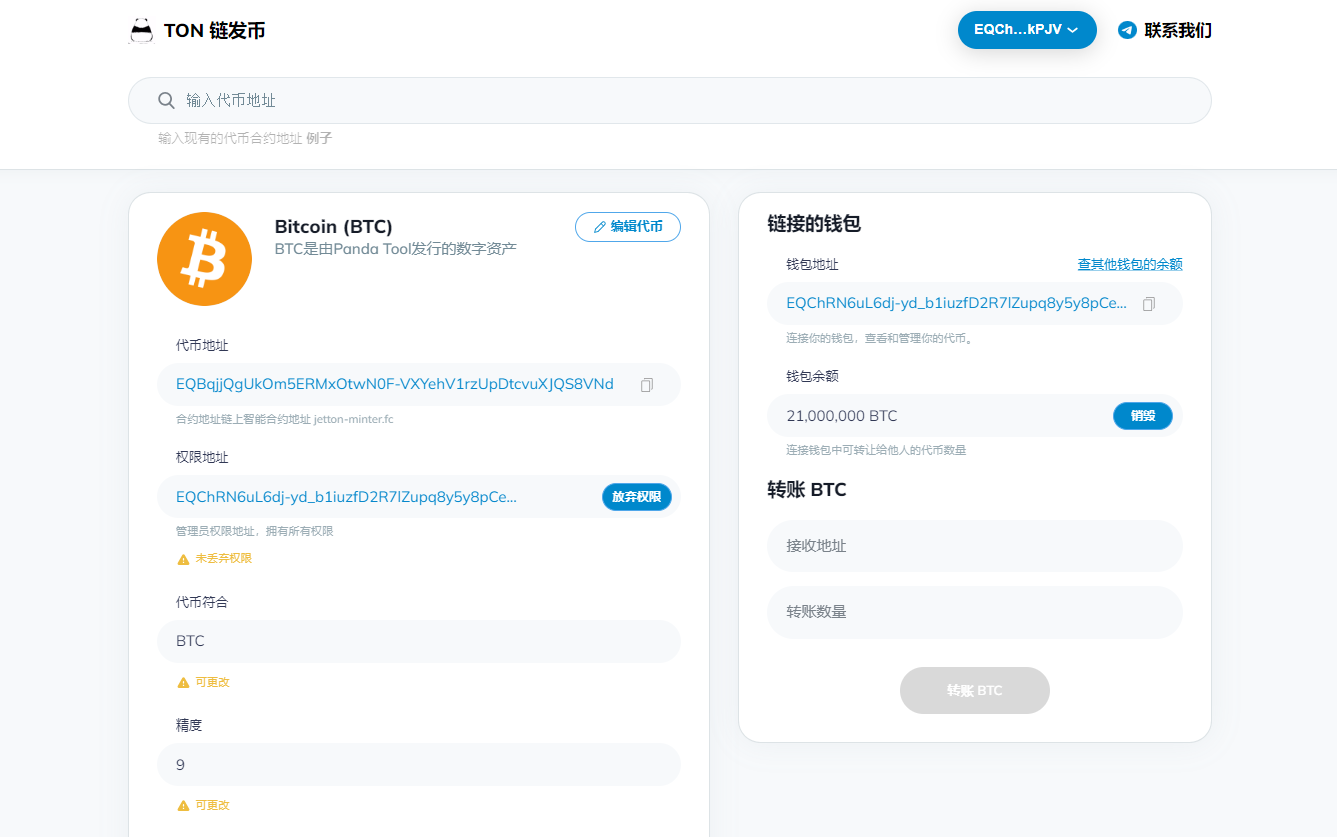 TON 链发币
EQCh...kPJV
联系我们
输入代币地址
输入现有的代币合约地址 例子
Bitcoin (BTC)
编辑代币
BTC是由Panda Tool发行的数字资产
代币地址
EQBqjjQgUkOm5ERMxOtwN0F-VXYehV1rzUpDtcvuXJQS8VNd
合约地址链上智能合约地址 jetton-minter.fc
权限地址
EQChRN6uL6dj-yd_b1iuzfD2R7lZupq8y5y8pCe...
放弃权限
管理员权限地址，拥有所有权限
未丢弃权限
代币符合
BTC
可更改
精度
9
可更改
链接的钱包
钱包地址
查其他钱包的余额
EQChRN6uL6dj-yd_b1iuzfD2R7lZupq8y5y8pCe...
连接你的钱包，查看和管理你的代币。
钱包余额
21,000,000 BTC
销毁
连接钱包中可转让给他人的代币数量
转账 BTC
接收地址
转账数量
转账 BTC